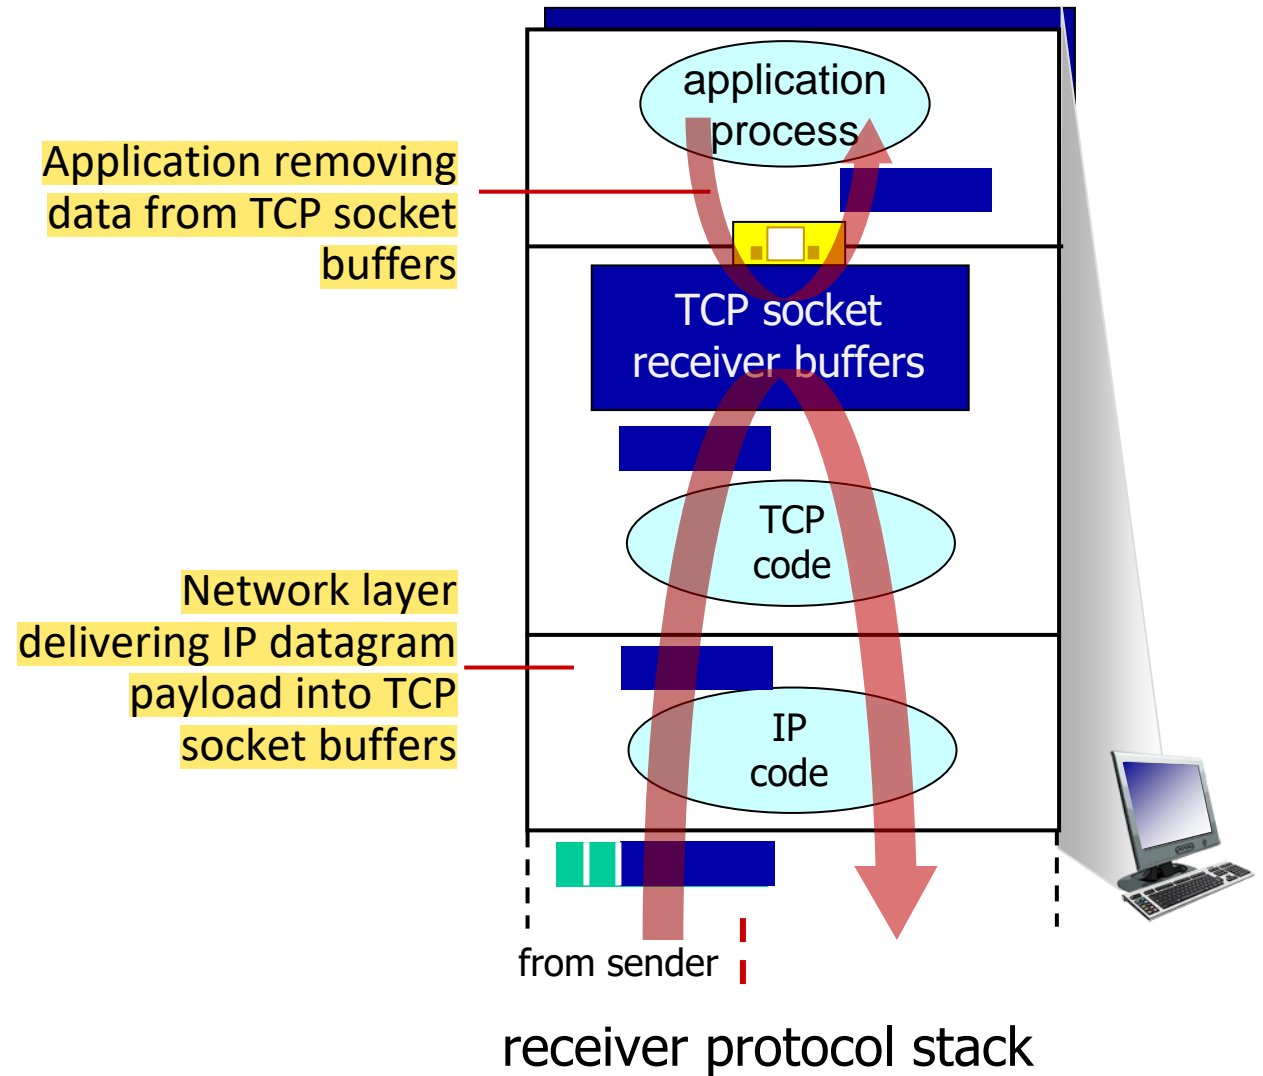 application
process
Application removing
data from TCP socket
buffers
TCP socket
receiver buffers
TCP
code
Network layer
delivering IP datagram
payload into TCP
socket buffers
IP
code
from sender
receiver protocol stack